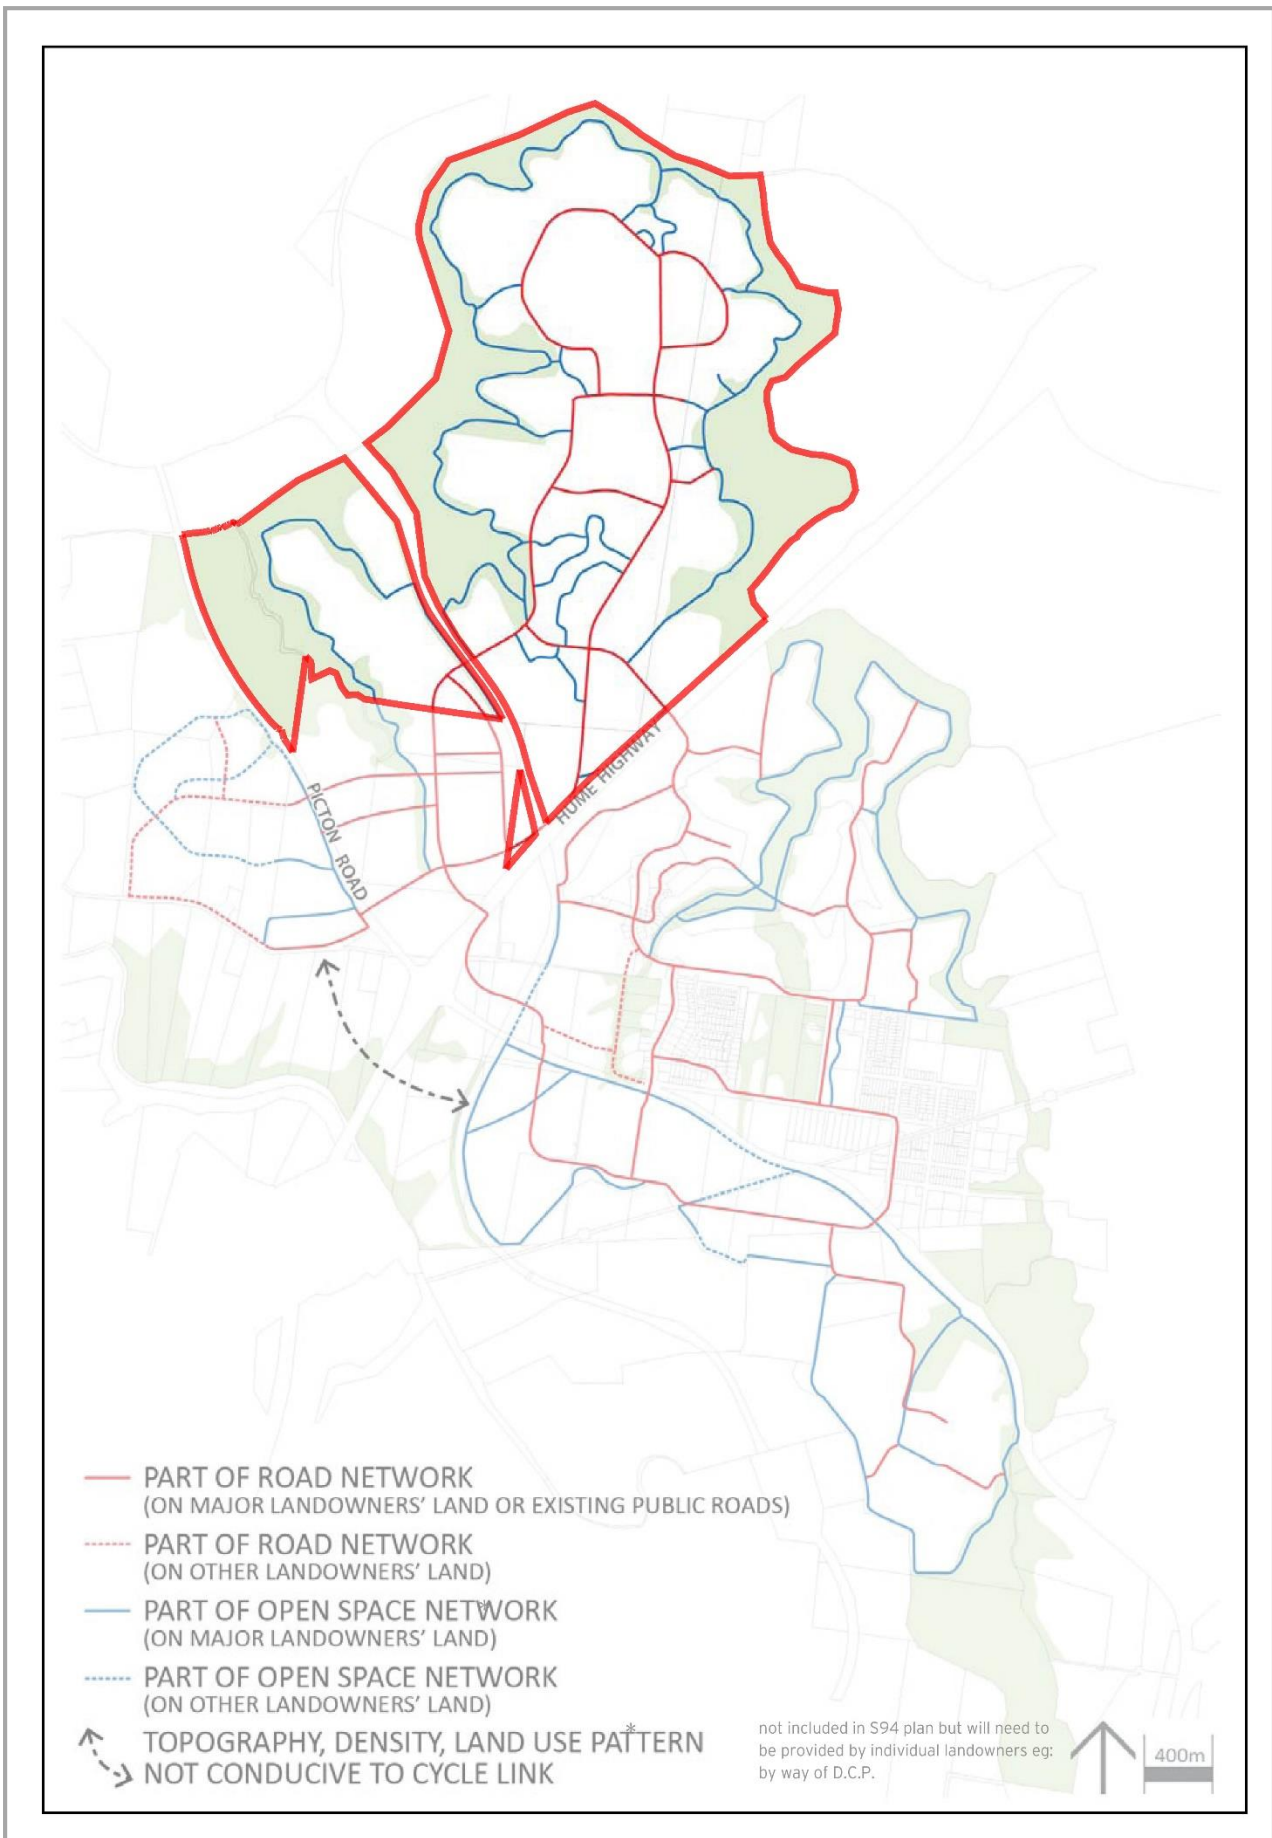 PICTON ROAD
HUME HIGHWAY
PART OF ROAD NETWORK
(ON MAJOR LANDOWNERS' LAND OR EXISTING PUBLIC ROADS)
PART OF ROAD NETWORK
(ON OTHER LANDOWNERS' LAND)
PART OF OPEN SPACE NETWORK*
(ON MAJOR LANDOWNERS' LAND)
PART OF OPEN SPACE NETWORK
(ON OTHER LANDOWNERS' LAND)
TOPOGRAPHY, DENSITY, LAND USE PATTERN
NOT CONDUCIVE TO CYCLE LINK
*
not included in S94 plan but will need to
be provided by individual landowners eg:
by way of D.C.P.
400m